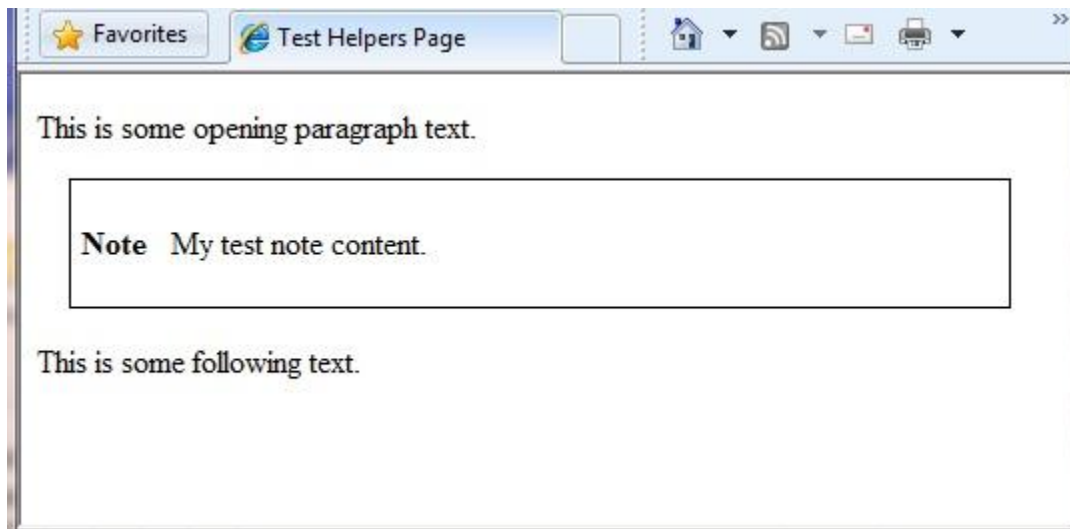 Favorites Test Helpers Page
This is some opening paragraph text.
Note My test note content.
This is some following text.